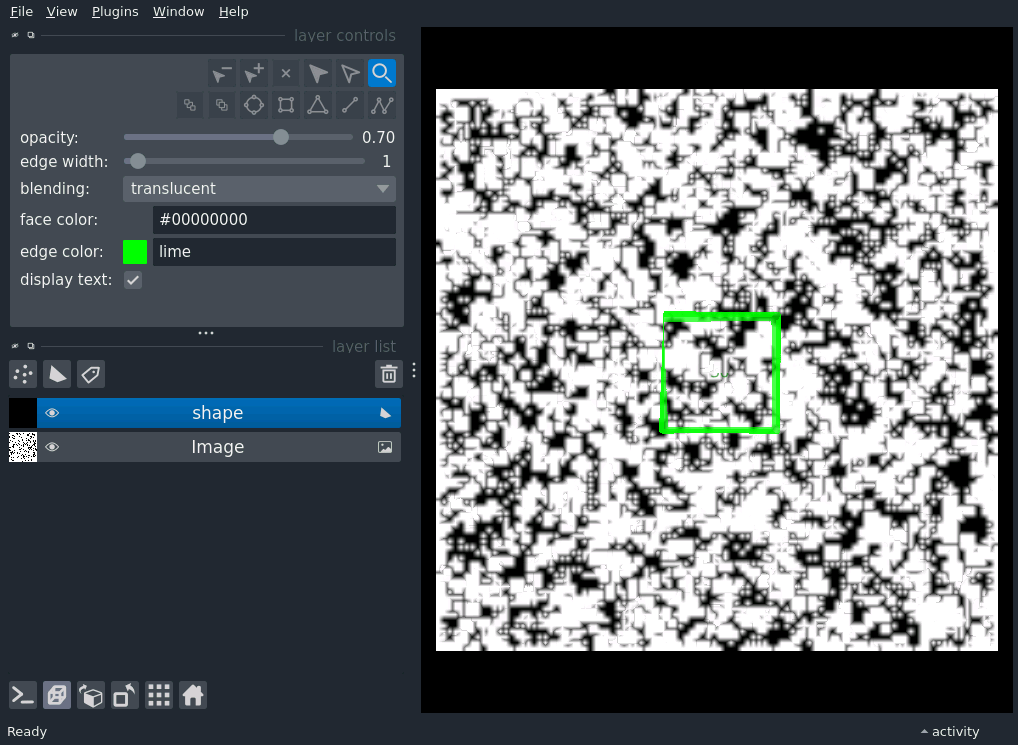 File View Plugins Window Help
layer controls
opacity: 0.70
edge width: 1
blending: translucent
face color: #00000000
edge color: lime
display text:
layer list
shape
Image
Ready
activity